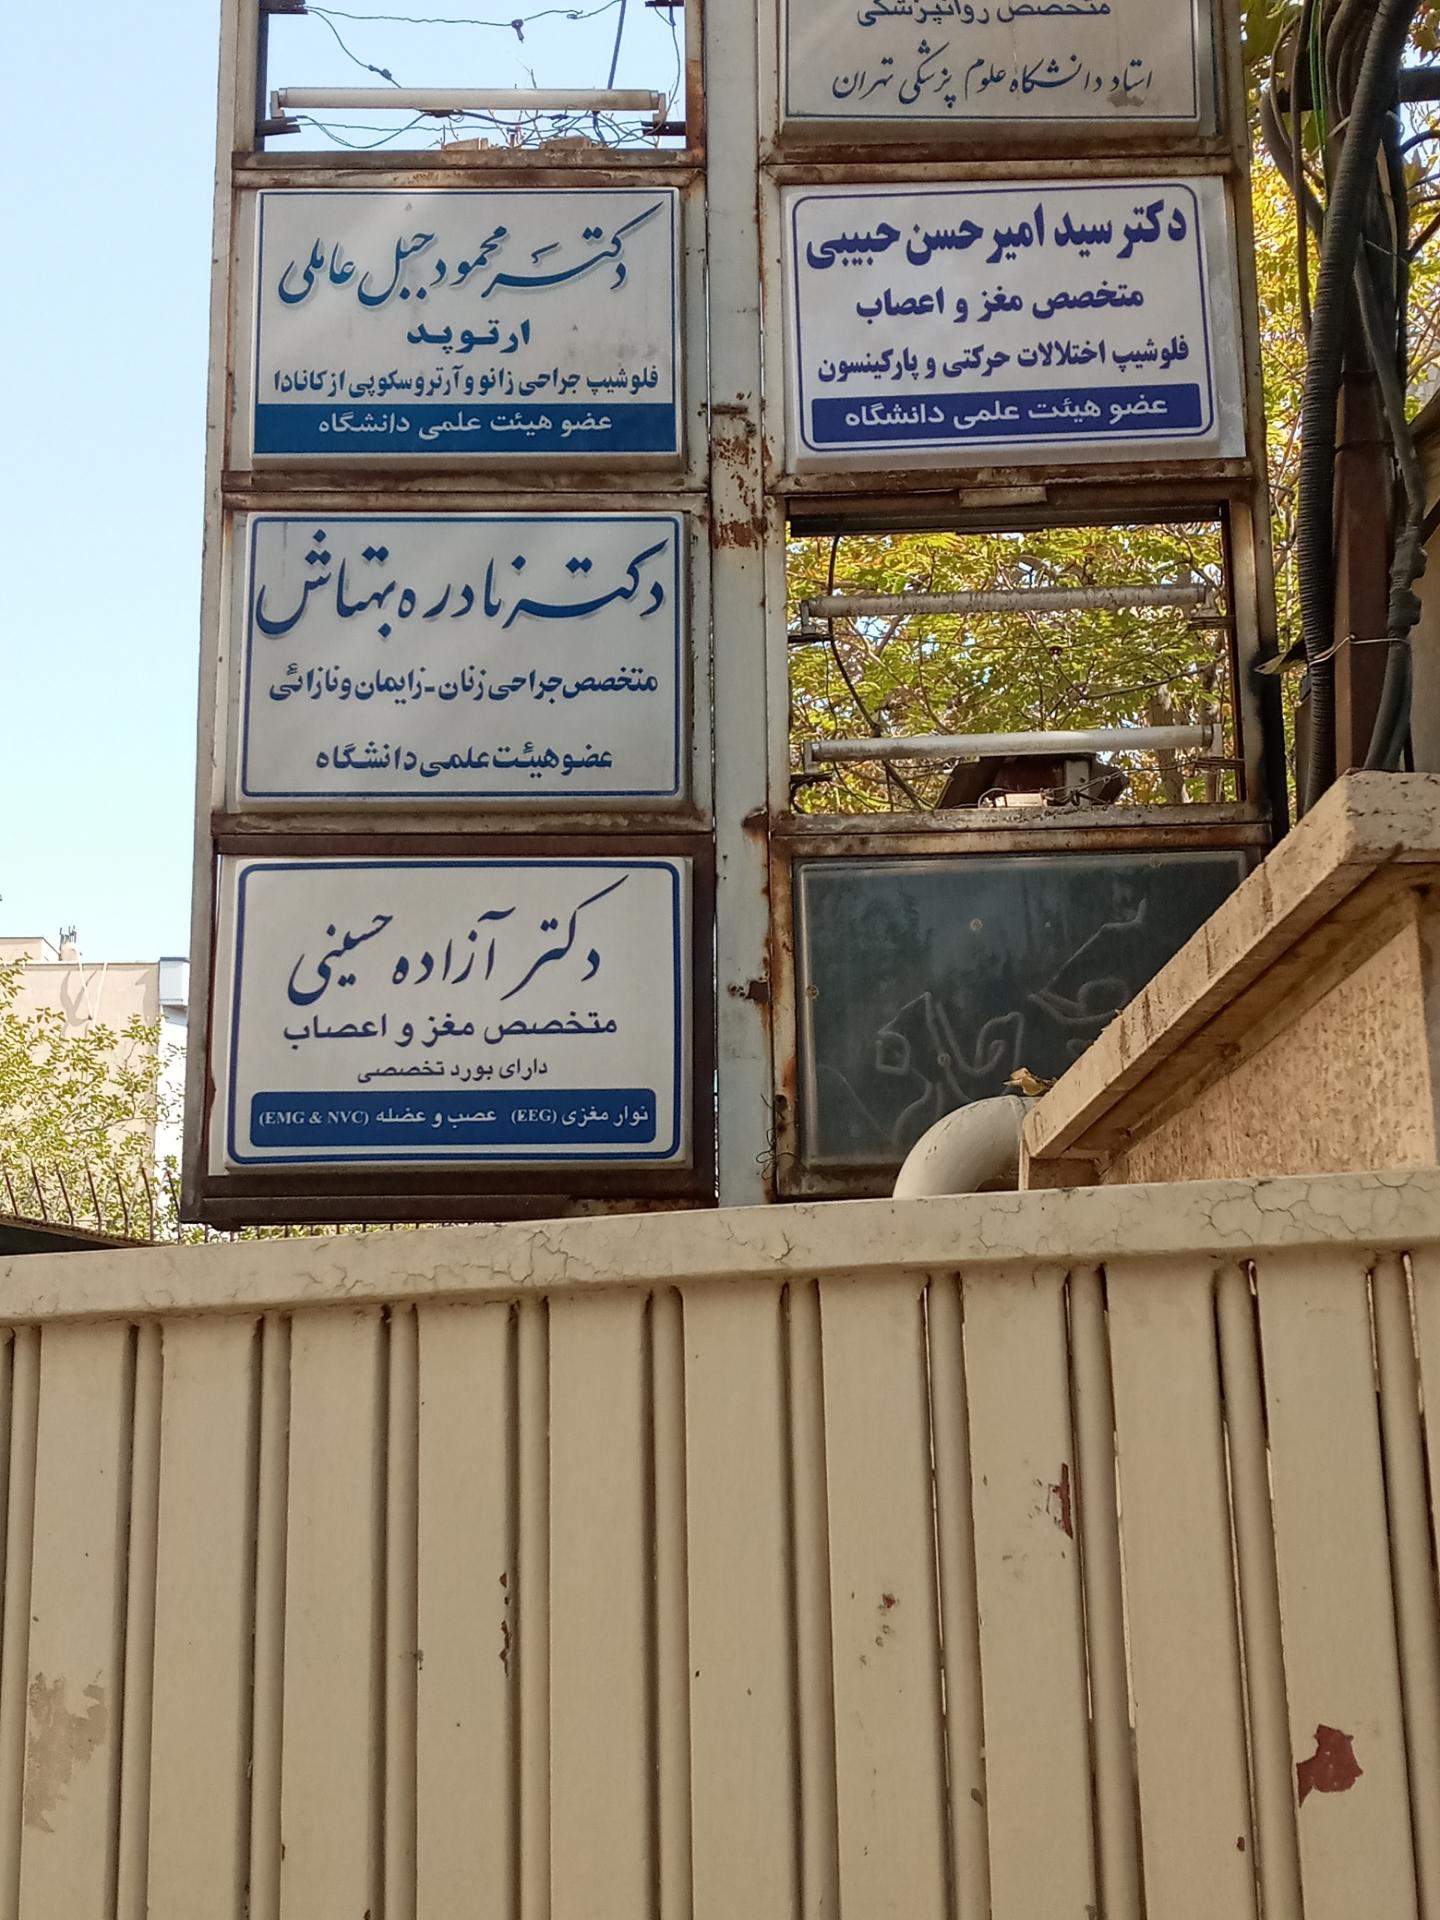 متخصص روانپزشکی
استاد دانشگاه علوم پزشکی تهران
دکتر سید امیر حسن حبیبی
متخصص مغز و اعصاب
فلوشیپ اختلالات حرکتی و پارکینسون
عضو هیئت علمی دانشگاه
دکتر محمود جبل عاملی
ارتوپد
فلوشیپ جراحی زانو و آرتروسکوپی از کانادا
عضو هیئت علمی دانشگاه
دکتر نادره بهتاش
متخصص جراحی زنان - زایمان و نازائی
عضو هیئت علمی دانشگاه
دکتر آزاده حسینی
متخصص مغز و اعصاب
دارای بورد تخصصی
نوار مغزی (EEG) عصب و عضله (EMG & NVC)